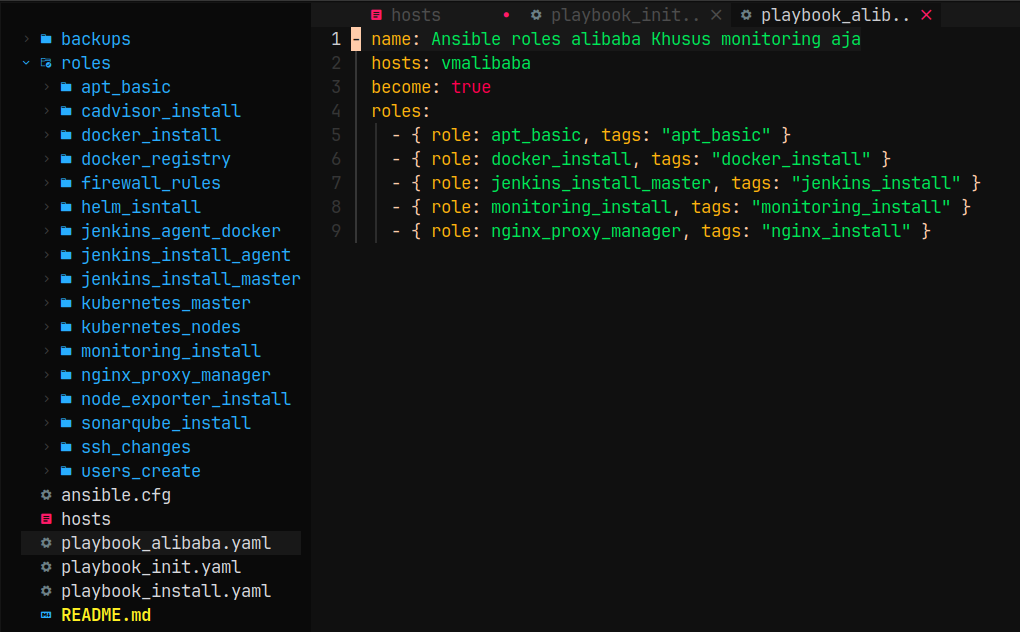 backups
roles
apt_basic
cadvisor_install
docker_install
docker_registry
firewall_rules
helm_isntall
jenkins_agent_docker
jenkins_install_agent
jenkins_install_master
kubernetes_master
kubernetes_nodes
monitoring_install
nginx_proxy_manager
node_exporter_install
sonarqube_install
ssh_changes
users_create
ansible.cfg
hosts
playbook_alibaba.yaml
playbook_init.yaml
playbook_install.yaml
README.md
hosts playbook_init.. playbook_alib..
1 - name: Ansible roles alibaba Khusus monitoring aja
2 hosts: vmalibaba
3 become: true
4 roles:
5 - { role: apt_basic, tags: "apt_basic" }
6 - { role: docker_install, tags: "docker_install" }
7 - { role: jenkins_install_master, tags: "jenkins_install" }
8 - { role: monitoring_install, tags: "monitoring_install" }
9 - { role: nginx_proxy_manager, tags: "nginx_install" }